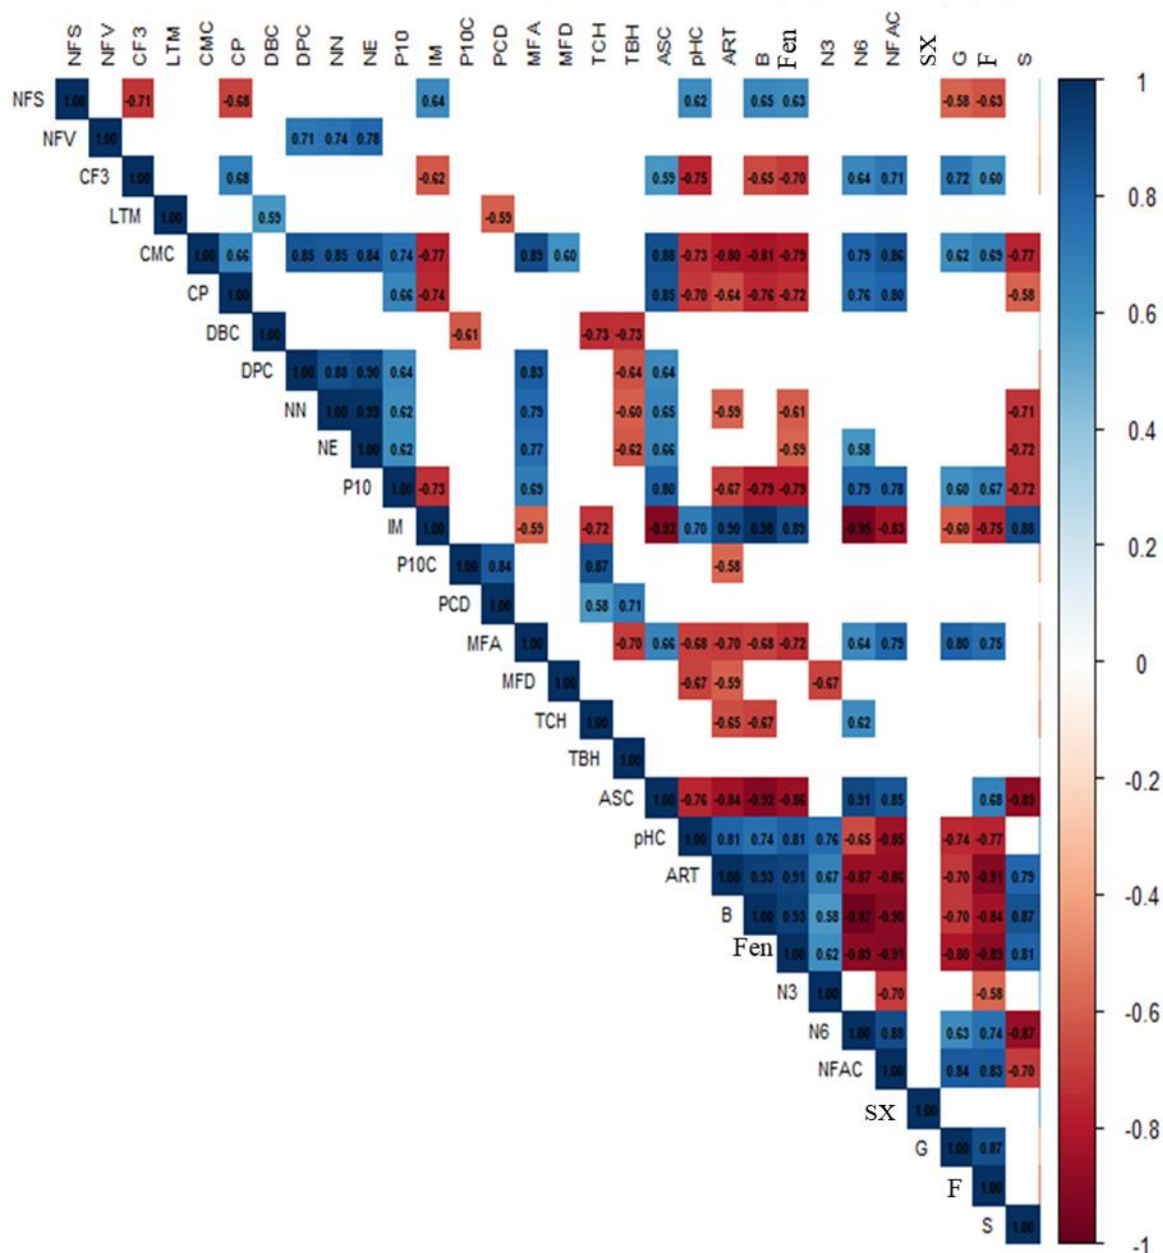 NFS NFV CF3 LTM CMC CP DBC DPC NN NE P10 IM P10C PCD MFA MFD TCH TBH ASC pHC ART B Fen N3 N6 NFAC SX G F S
NFS 1.00 -0.71 -0.68 0.64 0.62 0.65 0.63 -0.58 -0.63
NFV 1.00 0.71 0.74 0.78
CF3 1.00 0.68 -0.62 0.59 -0.75 -0.65 -0.70 0.64 0.71 0.72 0.60
LTM 1.00 0.59 -0.59
CMC 1.00 0.66 0.85 0.85 0.84 0.74 -0.77 0.89 0.60 0.88 -0.73 -0.80 -0.81 -0.79 0.79 0.86 0.62 0.69 -0.77
CP 1.00 0.66 -0.74 0.85 -0.70 -0.64 -0.76 -0.72 0.76 0.80 -0.58
DBC 1.00 -0.61 -0.73 -0.73
DPC 1.00 0.88 0.90 0.64 0.83 -0.64 0.64
NN 1.00 0.99 0.62 0.79 -0.60 0.65 -0.59 -0.61 -0.71
NE 1.00 0.62 0.77 -0.62 0.66 -0.59 0.58 -0.72
P10 1.00 -0.73 0.69 0.80 -0.67 -0.79 -0.79 0.79 0.78 0.60 0.67 -0.72
IM 1.00 -0.59 -0.72 -0.92 0.70 0.90 0.98 0.89 -0.95 -0.83 -0.60 -0.75 0.88
P10C 1.00 0.84 0.87 -0.58
PCD 1.00 0.58 0.71
MFA 1.00 -0.70 0.66 -0.68 -0.70 -0.68 -0.72 0.64 0.79 0.80 0.75
MFD 1.00 -0.67 -0.59 -0.67
TCH 1.00 -0.65 -0.67 0.62
TBH 1.00
ASC 1.00 -0.76 -0.84 -0.92 -0.86 0.91 0.85 0.68 -0.89
pHC 1.00 0.81 0.74 0.81 0.76 -0.65 -0.85 -0.74 -0.77
ART 1.00 0.93 0.91 0.67 -0.87 -0.86 -0.70 -0.91 0.79
B 1.00 0.93 0.58 -0.97 -0.90 -0.70 -0.84 0.87
Fen 1.00 0.62 -0.89 -0.91 -0.80 -0.89 0.81
N3 1.00 -0.70 -0.58
N6 1.00 0.88 0.63 0.74 -0.87
NFAC 1.00 0.84 0.83 -0.70
SX 1.00
G 1.00 0.87
F 1.00
S 1.00
1
0.8
0.6
0.4
0.2
0
-0.2
-0.4
-0.6
-0.8
-1